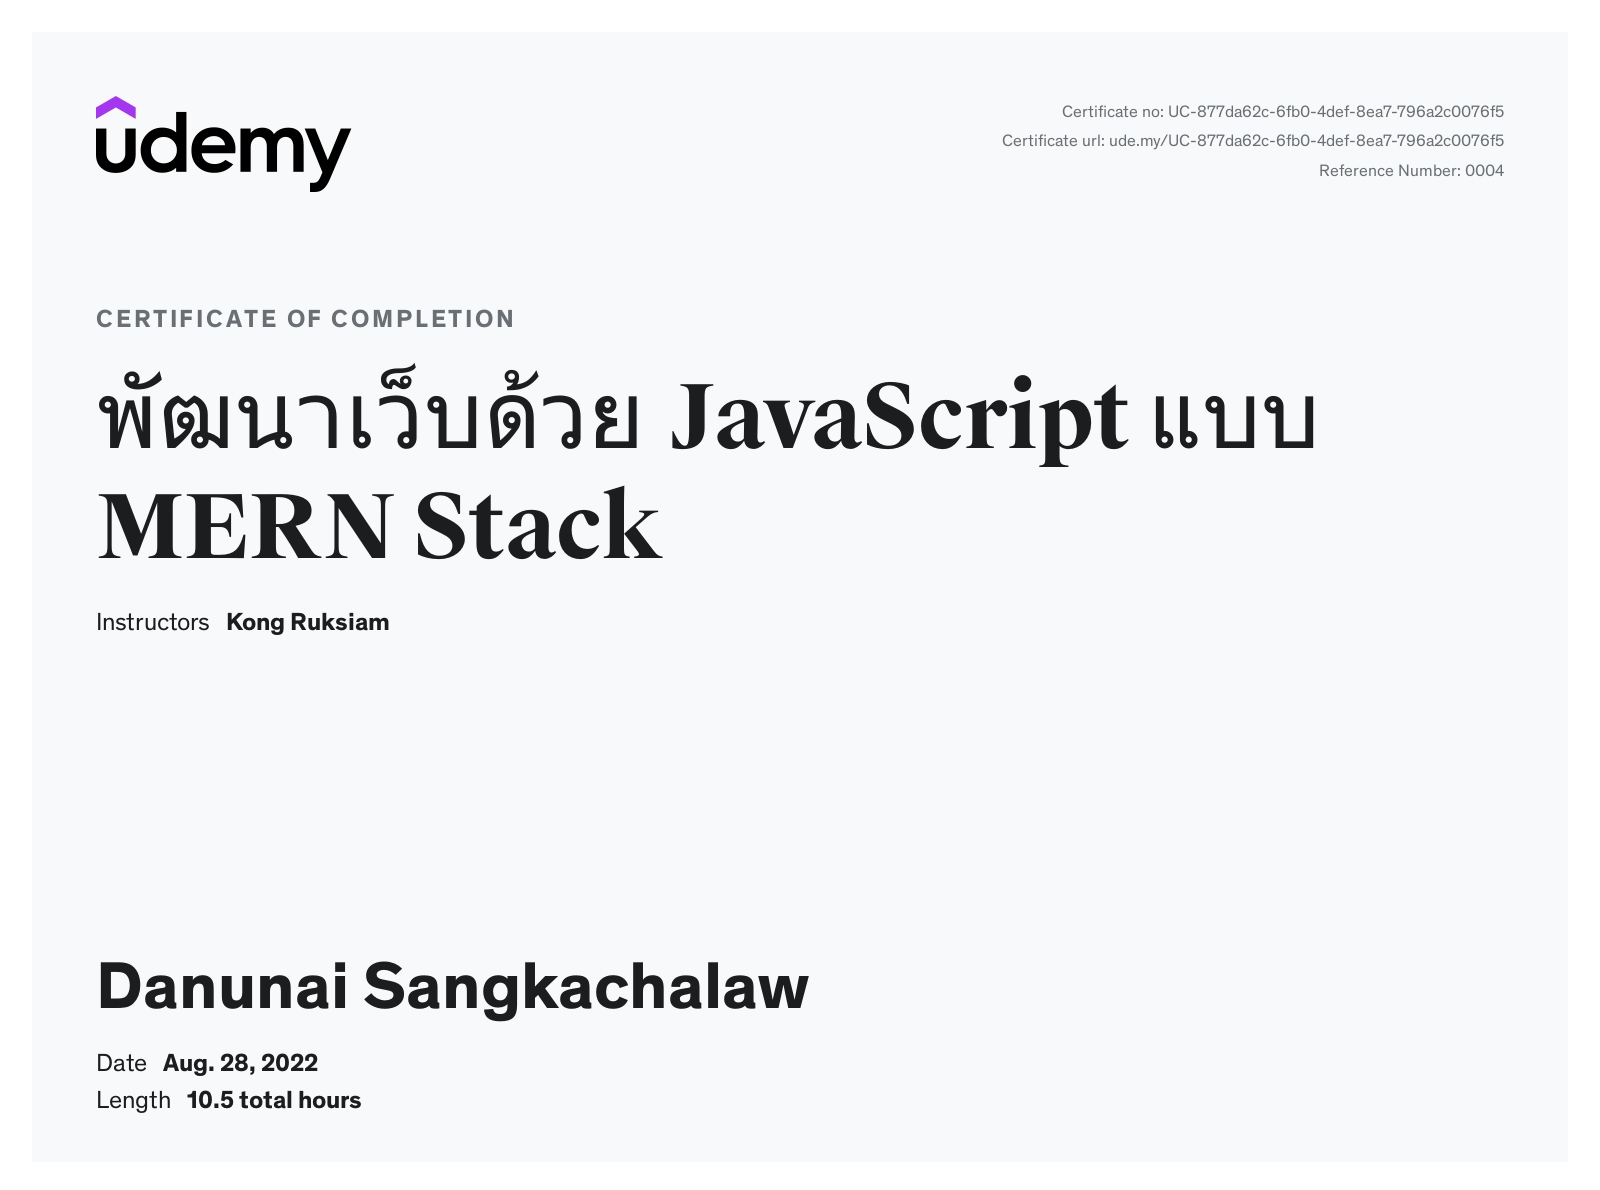 udemy
Certificate no: UC-877da62c-6fb0-4def-8ea7-796a2c0076f5
Certificate url: ude.my/UC-877da62c-6fb0-4def-8ea7-796a2c0076f5
Reference Number: 0004
CERTIFICATE OF COMPLETION
พัฒนาเว็บด้วย JavaScript แบบ
MERN Stack
Instructors Kong Ruksiam
Danunai Sangkachalaw
Date Aug. 28, 2022
Length 10.5 total hours